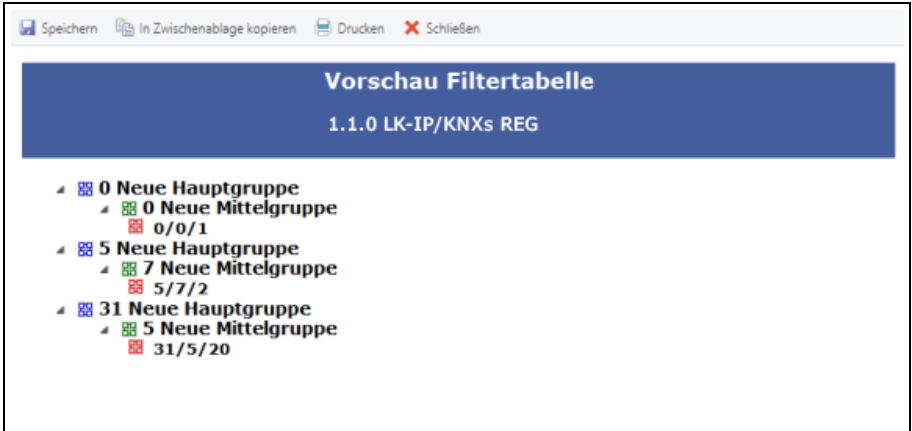 Speichern In Zwischenablage kopieren Drucken Schließen
Vorschau Filtertabelle
1.1.0 LK-IP/KNXs REG
0 Neue Hauptgruppe
0 Neue Mittelgruppe
0/0/1
5 Neue Hauptgruppe
7 Neue Mittelgruppe
5/7/2
31 Neue Hauptgruppe
5 Neue Mittelgruppe
31/5/20